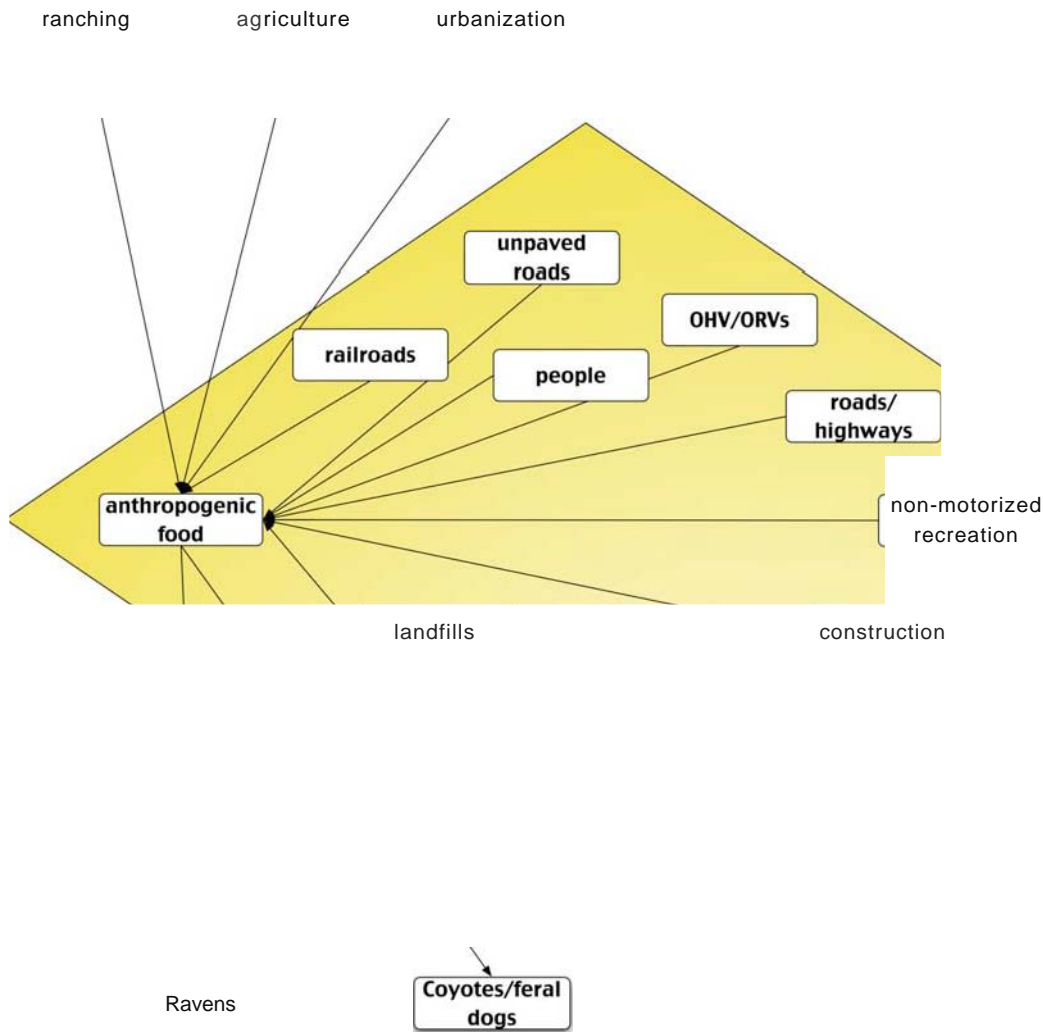 ranching agriculture urbanization
unpaved
roads
OHV/ORVs
railroads
people
roads/
highways
anthropogenic
food
non-motorized
recreation
landfills construction
Ravens
Coyotes/feral
dogs